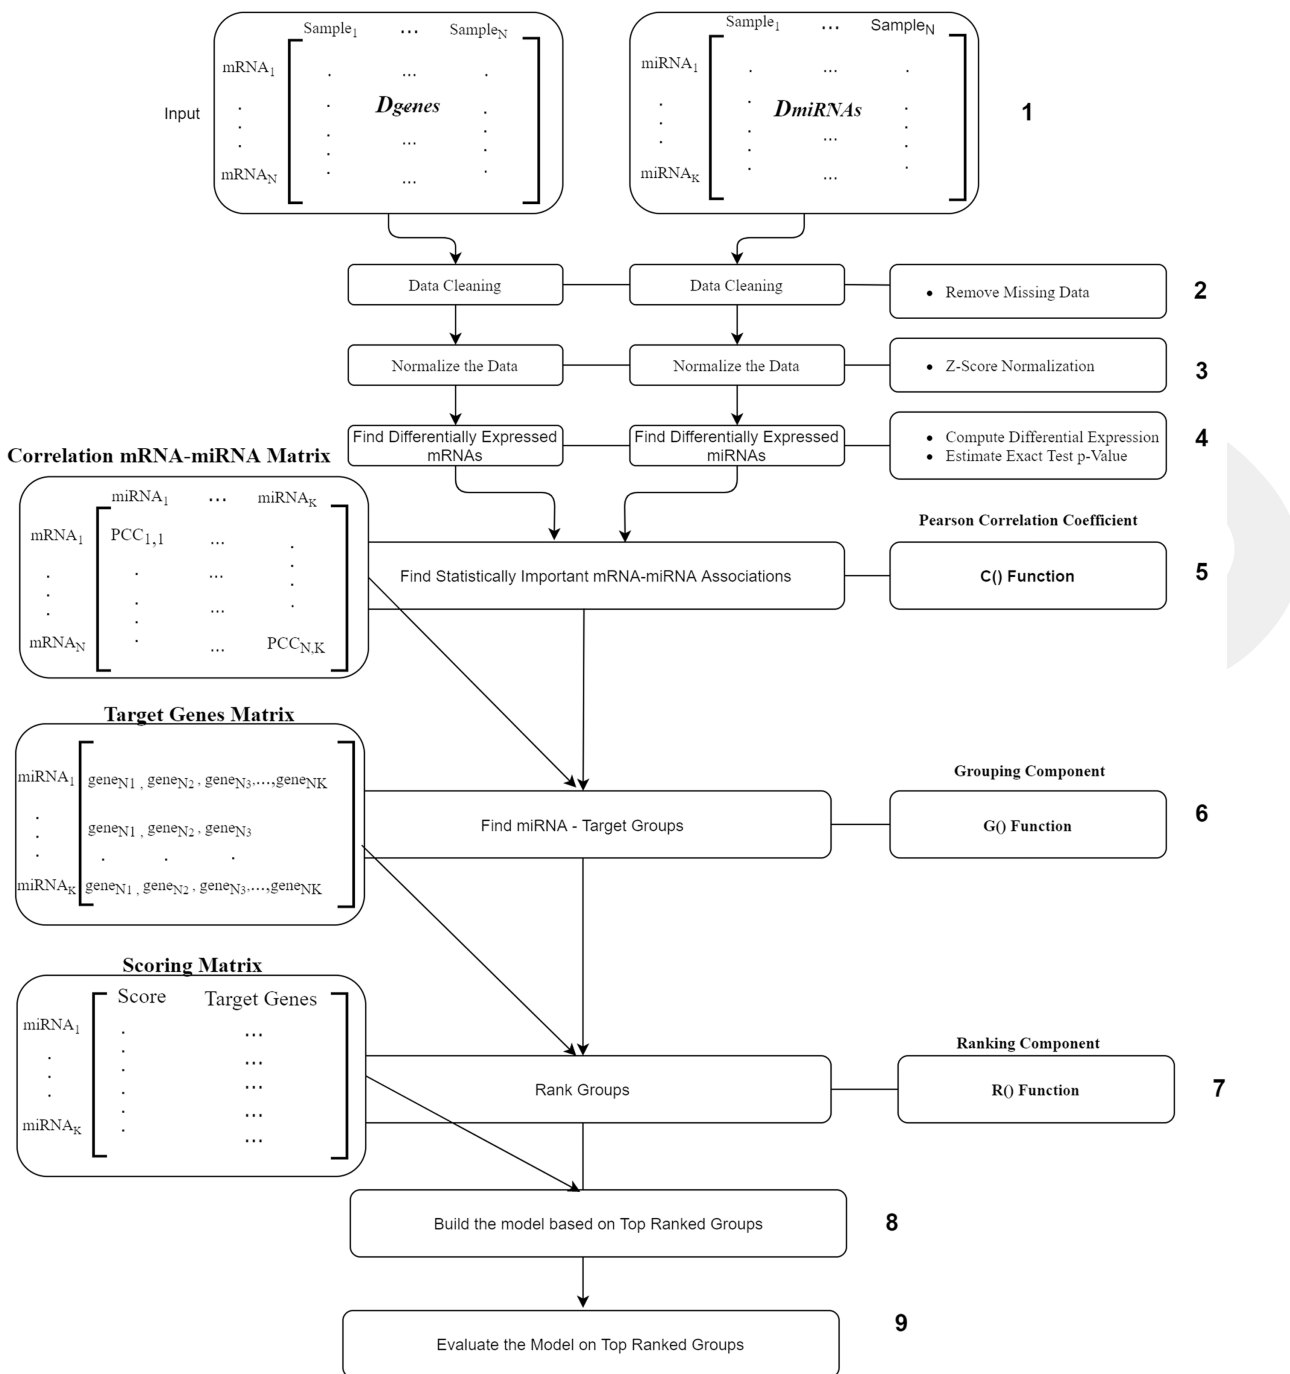 Sample1 ... SampleN
mRNA1 ...
Dgenes
...
mRNAN ...
Input
Sample1 ... SampleN
miRNA1 ...
DmiRNAs
...
miRNAK ...
1
Data Cleaning
Data Cleaning
• Remove Missing Data
2
Normalize the Data
Normalize the Data
• Z-Score Normalization
3
Find Differentially Expressed
mRNAs
Find Differentially Expressed
miRNAs
• Compute Differential Expression
• Estimate Exact Test p-Value
4
Correlation mRNA-miRNA Matrix
miRNA1 ... miRNAK
mRNA1 PCC1,1 ...
...
...
mRNAN ... PCCN,K
Find Statistically Important mRNA-miRNA Associations
Pearson Correlation Coefficient
C() Function
5
Target Genes Matrix
miRNA1 geneN1 , geneN2 , geneN3,...,geneNK
geneN1 , geneN2 , geneN3
miRNAK geneN1 , geneN2 , geneN3,...,geneNK
Find miRNA - Target Groups
Grouping Component
G() Function
6
Scoring Matrix
Score Target Genes
miRNA1 ...
...
...
...
miRNAK ...
Rank Groups
Ranking Component
R() Function
7
Build the model based on Top Ranked Groups
8
Evaluate the Model on Top Ranked Groups
9